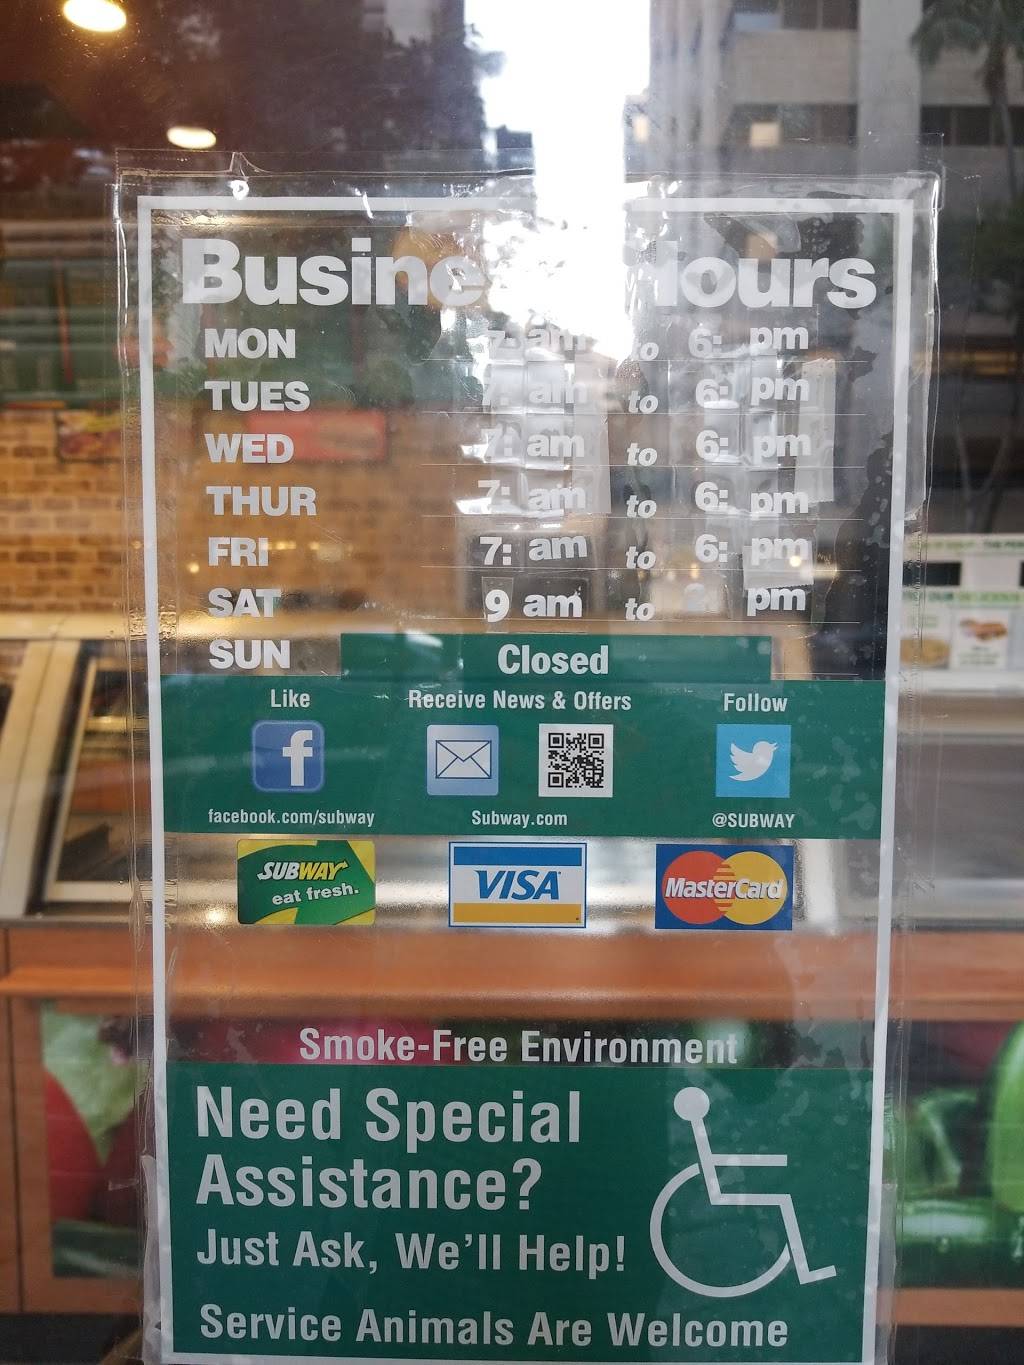 Busine ours
MON 7: am to 6: pm
TUES 7: am to 6: pm
WED 7: am to 6: pm
THUR 7: am to 6: pm
FRI 7: am to 6: pm
SAT 9 am to pm
SUN Closed
Like Receive News & Offers Follow
f
facebook.com/subway Subway.com @SUBWAY
SUBWAY VISA MasterCard
eat fresh.
Smoke-Free Environment
Need Special
Assistance?
Just Ask, We'll Help!
Service Animals Are Welcome